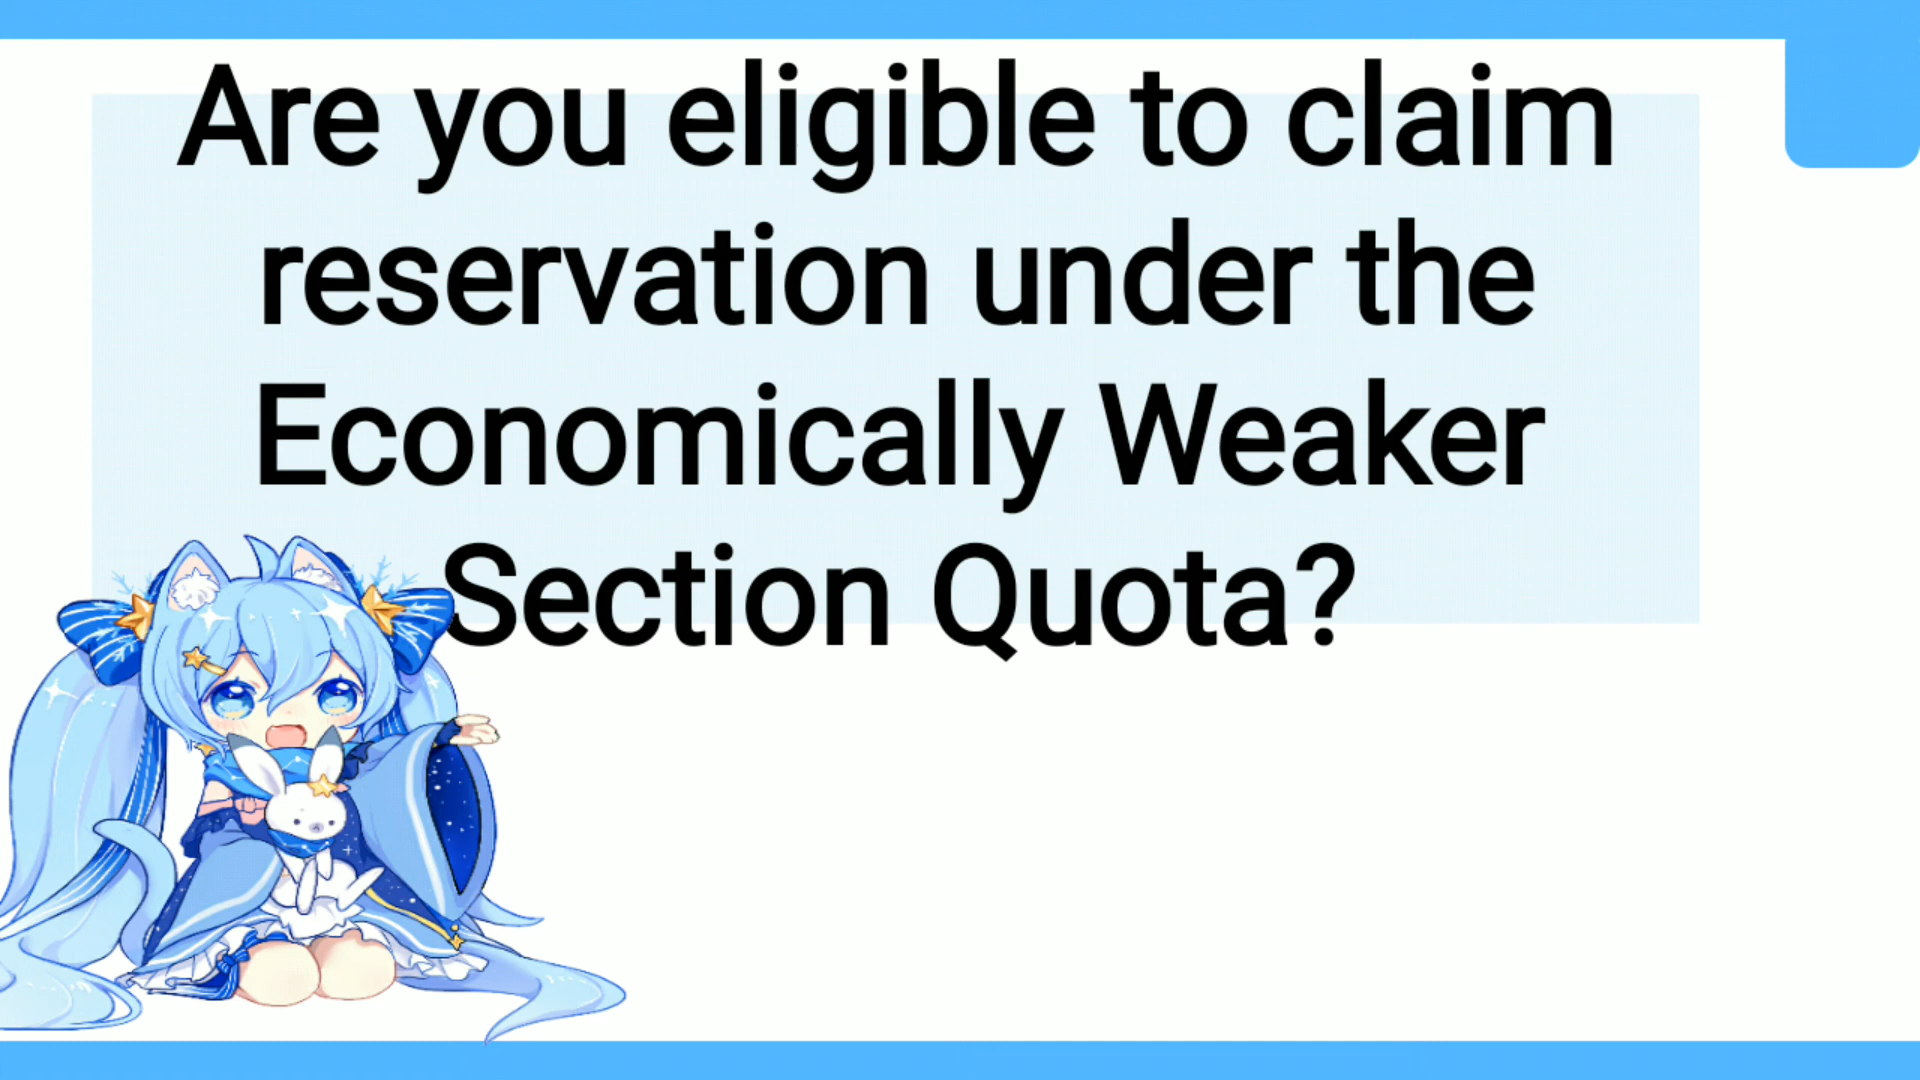 Are you eligible to claim
reservation under the
Economically Weaker
Section Quota?